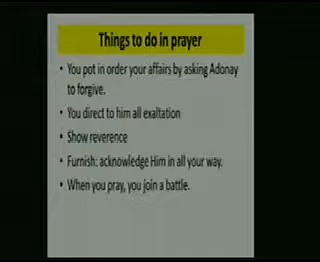 Things to do in prayer
• You pot in order your affairs by asking Adonay
to forgive.
• You direct to him all exaltation
• Show reverence
• Furnish: acknowledge Him in all your way.
• When you pray, you join a battle.